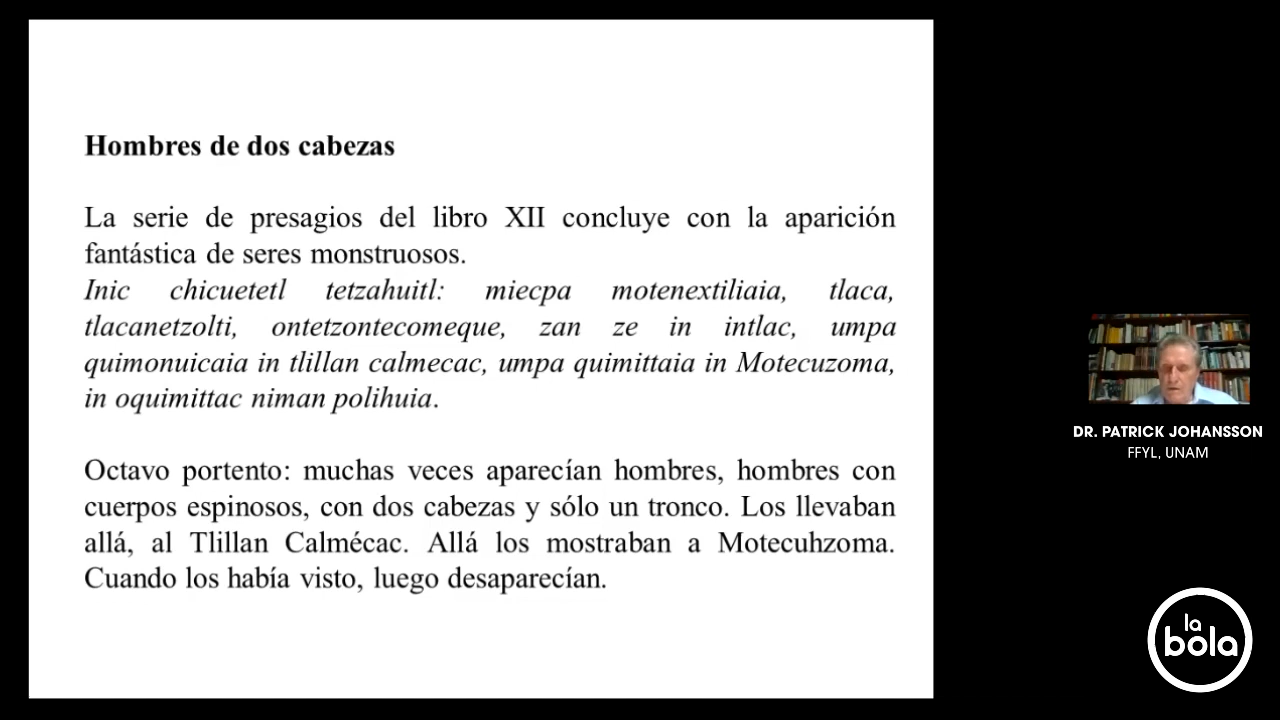 Hombres de dos cabezas
La serie de presagios del libro XII concluye con la aparición
fantástica de seres monstruosos.
Inic chicuetetl tetzahuitl: miecpa motenextiliaia, tlaca,
tlacanetzolti, ontetzontecomeque, zan ze in intlac, umpa
quimonuicaia in tlillan calmecac, umpa quimittaia in Motecuzoma,
in oquimittac niman polihuia.
Octavo portento: muchas veces aparecían hombres, hombres con
cuerpos espinosos, con dos cabezas y sólo un tronco. Los llevaban
allá, al Tlillan Calmécac. Allá los mostraban a Motecuhzoma.
Cuando los había visto, luego desaparecían.
DR. PATRICK JOHANSSON
FFYL, UNAM
la
bola